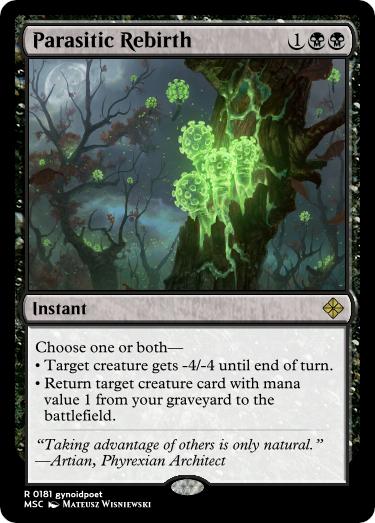 Parasitic Rebirth 1
Instant
Choose one or both—
• Target creature gets -4/-4 until end of turn.
• Return target creature card with mana
value 1 from your graveyard to the
battlefield.
“Taking advantage of others is only natural.”
—Artian, Phyrexian Architect
R 0181 gynoidpoet
MSC Mateusz Wisniewski